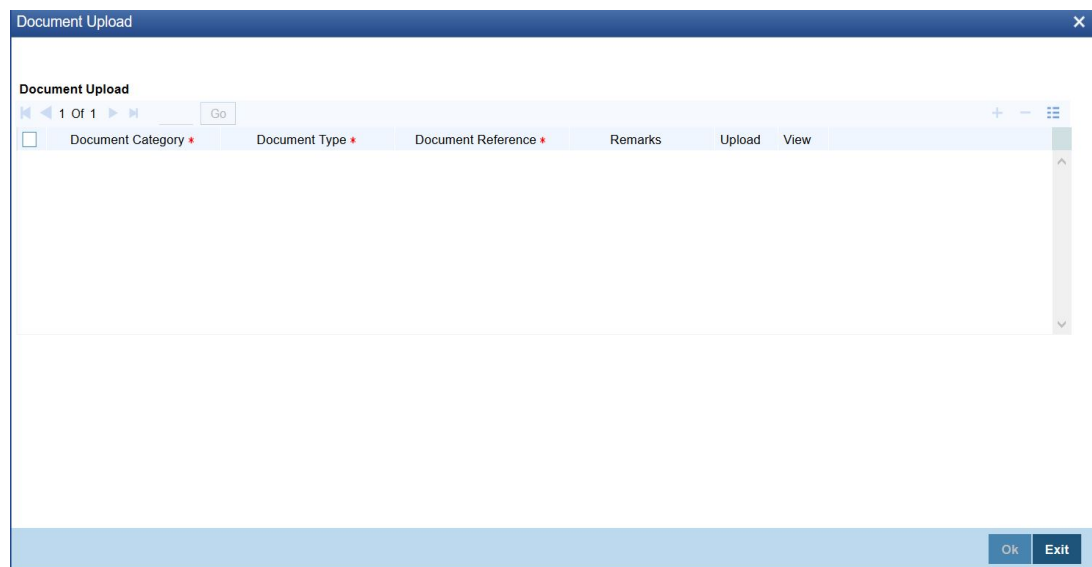 Document Upload
Document Upload
1 Of 1 Go
Document Category * Document Type * Document Reference * Remarks Upload View
Ok Exit